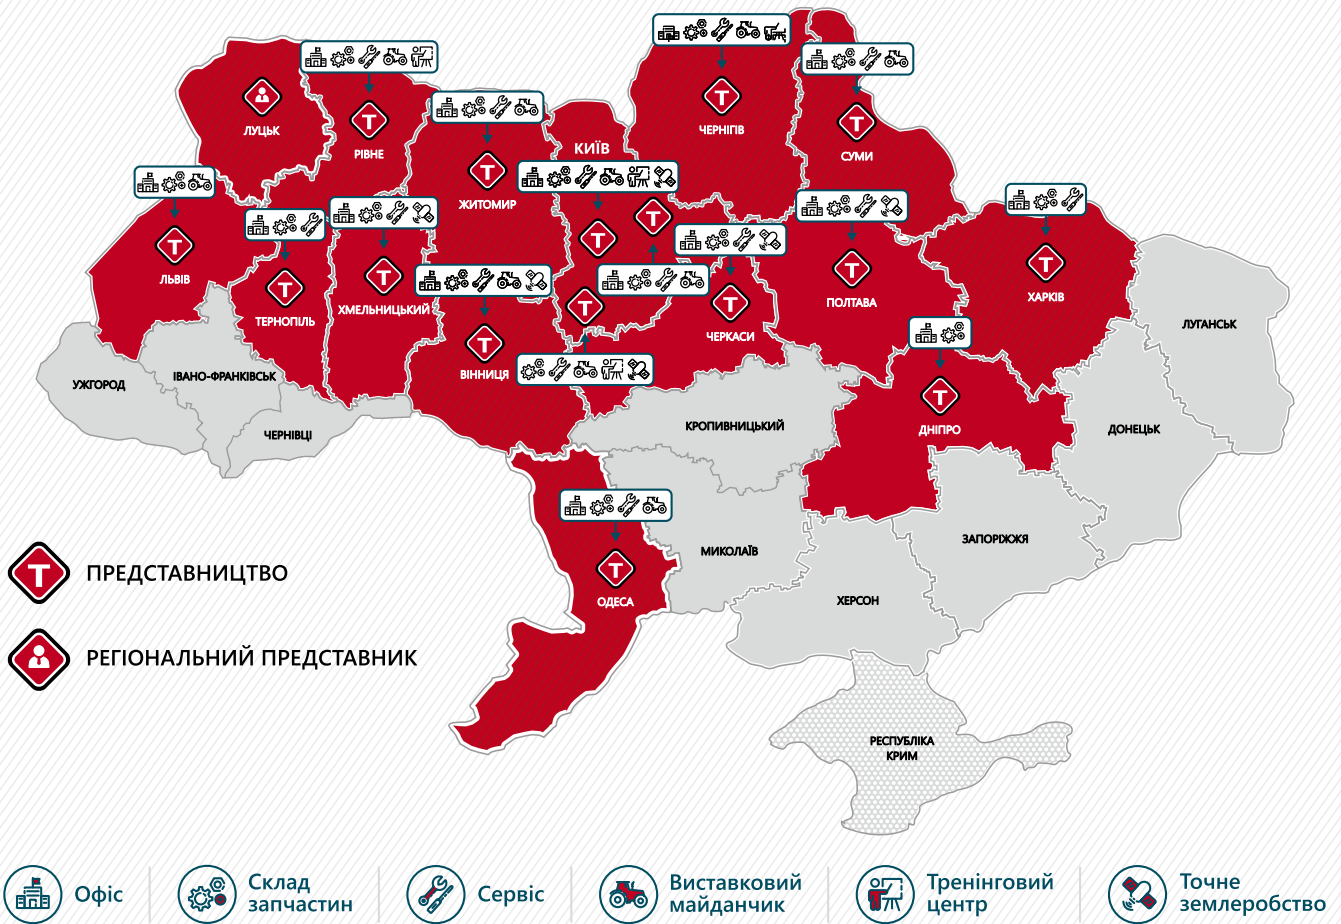 ЛУЦЬК
РІВНЕ
ЧЕРНІГІВ
СУМИ
КИЇВ
ЖИТОМИР
ЛЬВІВ
ТЕРНОПІЛЬ
ХМЕЛЬНИЦЬКИЙ
ЧЕРКАСИ
ПОЛТАВА
ХАРКІВ
ЛУГАНСЬК
ВІННИЦЯ
УЖГОРОД
ІВАНО-ФРАНКІВСЬК
ЧЕРНІВЦІ
КРОПИВНИЦЬКИЙ
ДНІПРО
ДОНЕЦЬК
МИКОЛАЇВ
ЗАПОРІЖЖЯ
ОДЕСА
ХЕРСОН
РЕСПУБЛІКА
КРИМ
ПРЕДСТАВНИЦТВО
РЕГІОНАЛЬНИЙ ПРЕДСТАВНИК
Офіс
Склад
запчастин
Сервіс
Виставковий
майданчик
Тренінговий
центр
Точне
землеробство